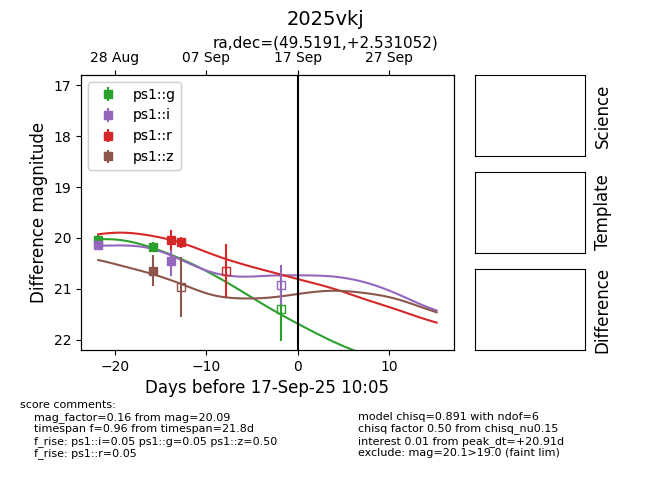 2025vkj
ra,dec=(49.5191,+2.531052)
28 Aug 07 Sep 17 Sep 27 Sep
17
18
19
20
21
22
Difference magnitude
ps1::g
ps1::i
ps1::r
ps1::z
−20 −10 0 10
Days before 17-Sep-25 10:05
Science
Template
Difference
score comments:
mag_factor=0.16 from mag=20.09
timespan f=0.96 from timespan=21.8d
f_rise: ps1::i=0.05 ps1::g=0.05 ps1::z=0.50
f_rise: ps1::r=0.05
model chisq=0.891 with ndof=6
chisq factor 0.50 from chisq_nu0.15
interest 0.01 from peak_dt=+20.91d
exclude: mag=20.1>19.0 (faint lim)